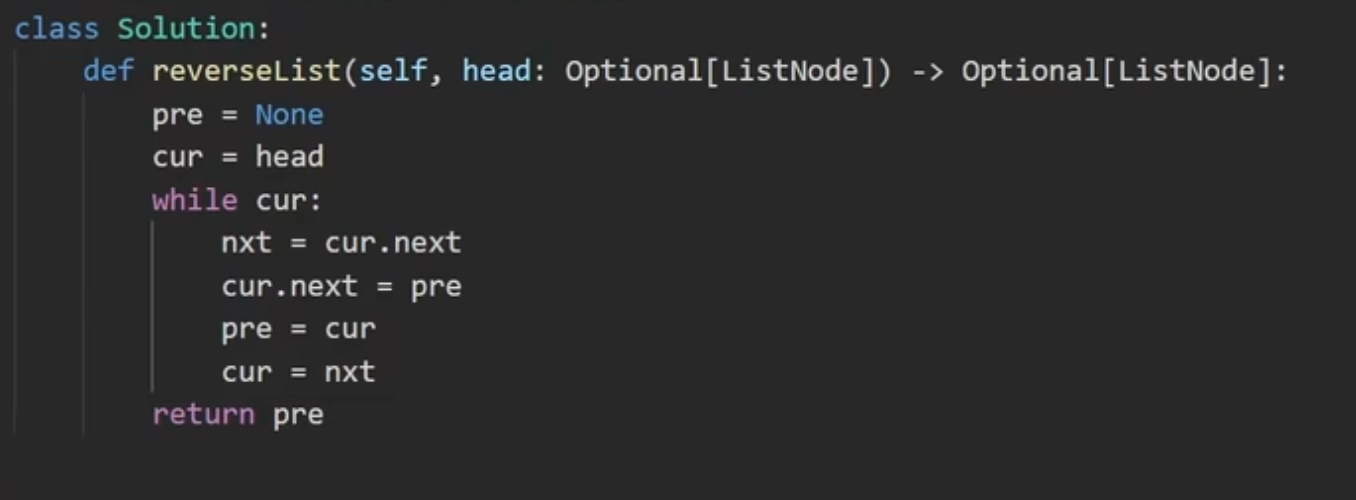 class Solution:
    def reverseList(self, head: Optional[ListNode]) -> Optional[ListNode]:
        pre = None
        cur = head
        while cur:
            nxt = cur.next
            cur.next = pre
            pre = cur
            cur = nxt
        return pre